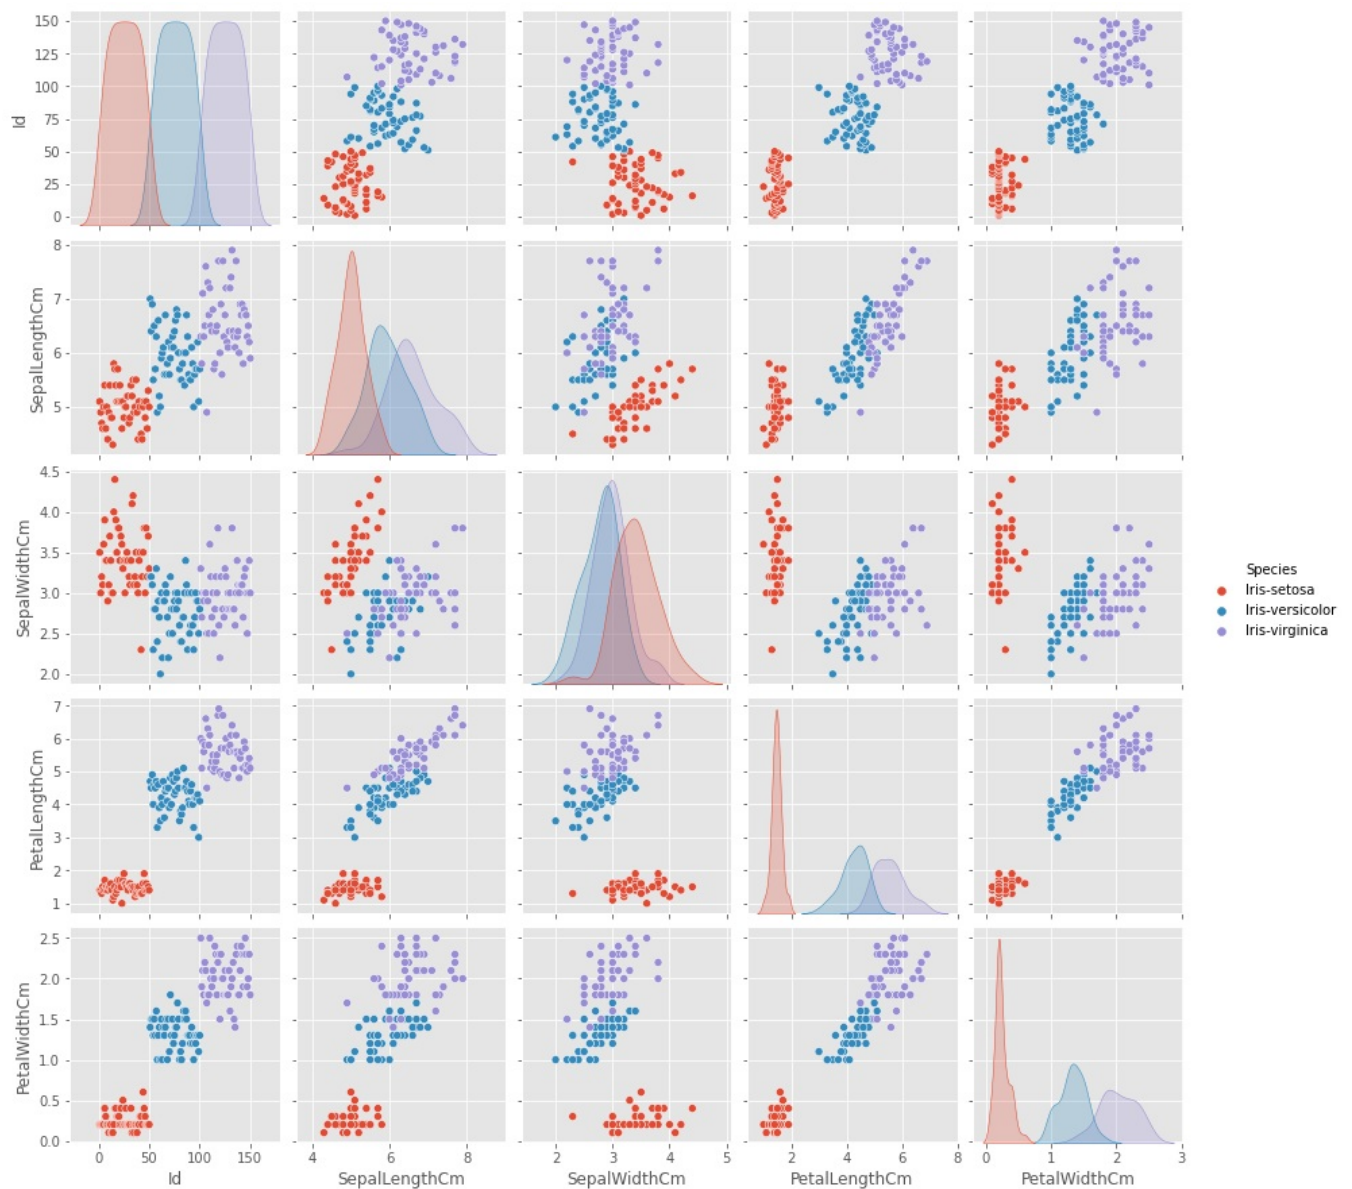 150
125
100
75
50
25
0
Id
8
7
6
5
SepalLengthCm
4.5
4.0
3.5
3.0
2.5
2.0
SepalWidthCm
Species
Iris-setosa
Iris-versicolor
Iris-virginica
7
6
5
4
3
2
1
PetalLengthCm
2.5
2.0
1.5
1.0
0.5
0.0
PetalWidthCm
0 50 100 150 4 6 8 2 3 4 5 2 4 6 8 0 1 2 3
Id SepalLengthCm SepalWidthCm PetalLengthCm PetalWidthCm